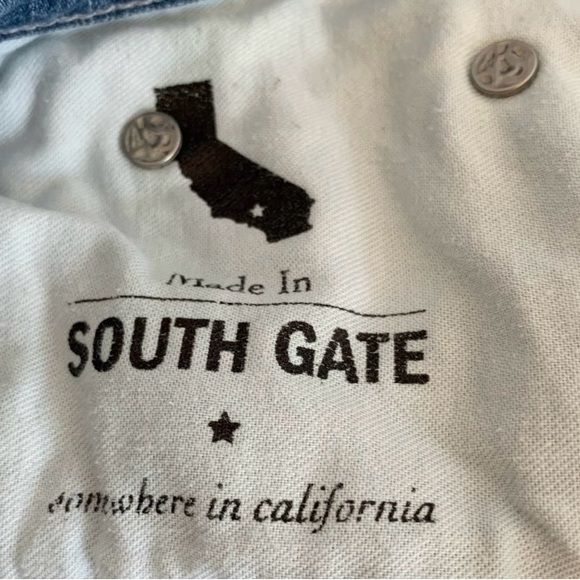 Made In
SOUTH GATE
somwhere in california